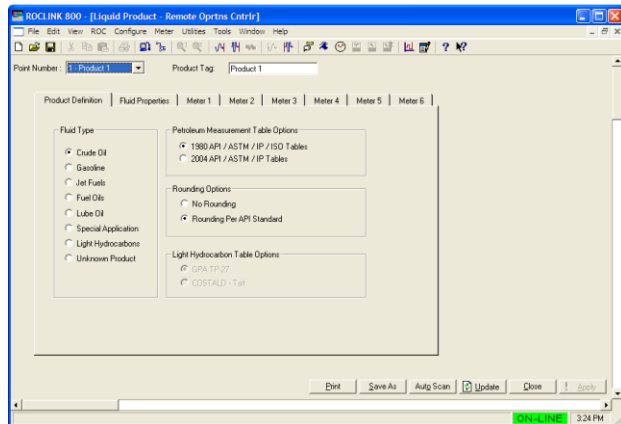 ROCLINK 800 - [Liquid Product - Remote Oprtns Cntrlr]
File Edit View ROC Configure Meter Utilities Tools Window Help
Point Number : 1 - Product 1 Product Tag: Product 1
Product Definition Fluid Properties Meter 1 Meter 2 Meter 3 Meter 4 Meter 5 Meter 6
Fluid Type
Crude Oil
Gasoline
Jet Fuels
Fuel Oils
Lube Oil
Special Application
Light Hydrocarbons
Unknown Product
Petroleum Measurement Table Options
1980 API / ASTM / IP / ISO Tables
2004 API / ASTM / IP Tables
Rounding Options
No Rounding
Rounding Per API Standard
Light Hydrocarbon Table Options
GPA TP-27
COSTALD - Tait
Print Save As Auto Scan Update Close ! Apply
ON-LINE 3:24 PM